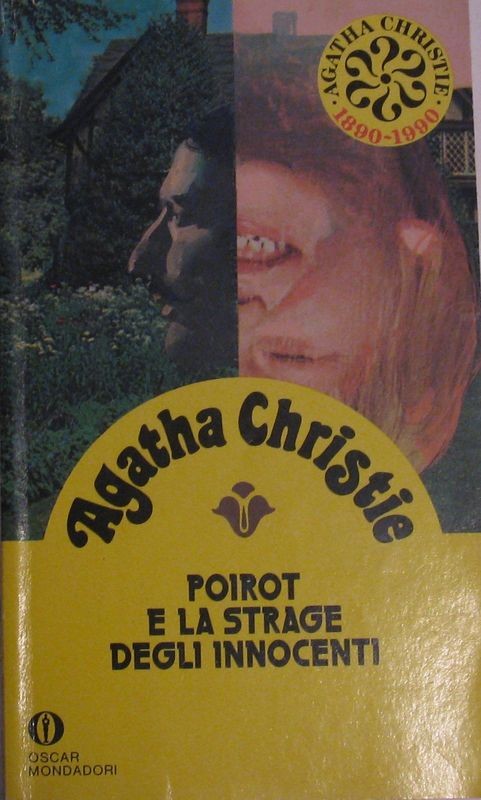 · AGATHA CHRISTIE ·
1890-1990
Agatha Christie
POIROT
E LA STRAGE
DEGLI INNOCENTI
OSCAR
MONDADORI